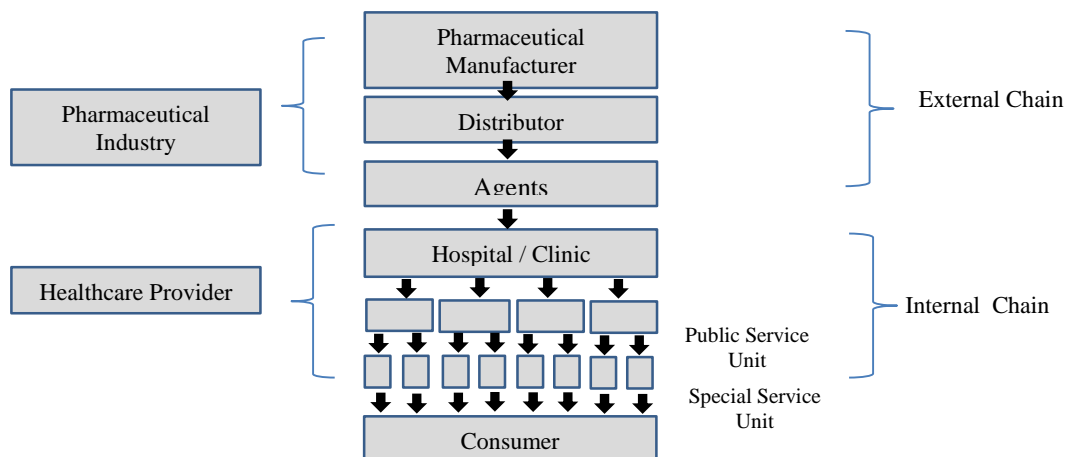 Pharmaceutical
Manufacturer
External Chain
Pharmaceutical
Industry
Distributor
Agents
Hospital / Clinic
Healthcare Provider
Internal Chain
Public Service
Unit
Special Service
Unit
Consumer